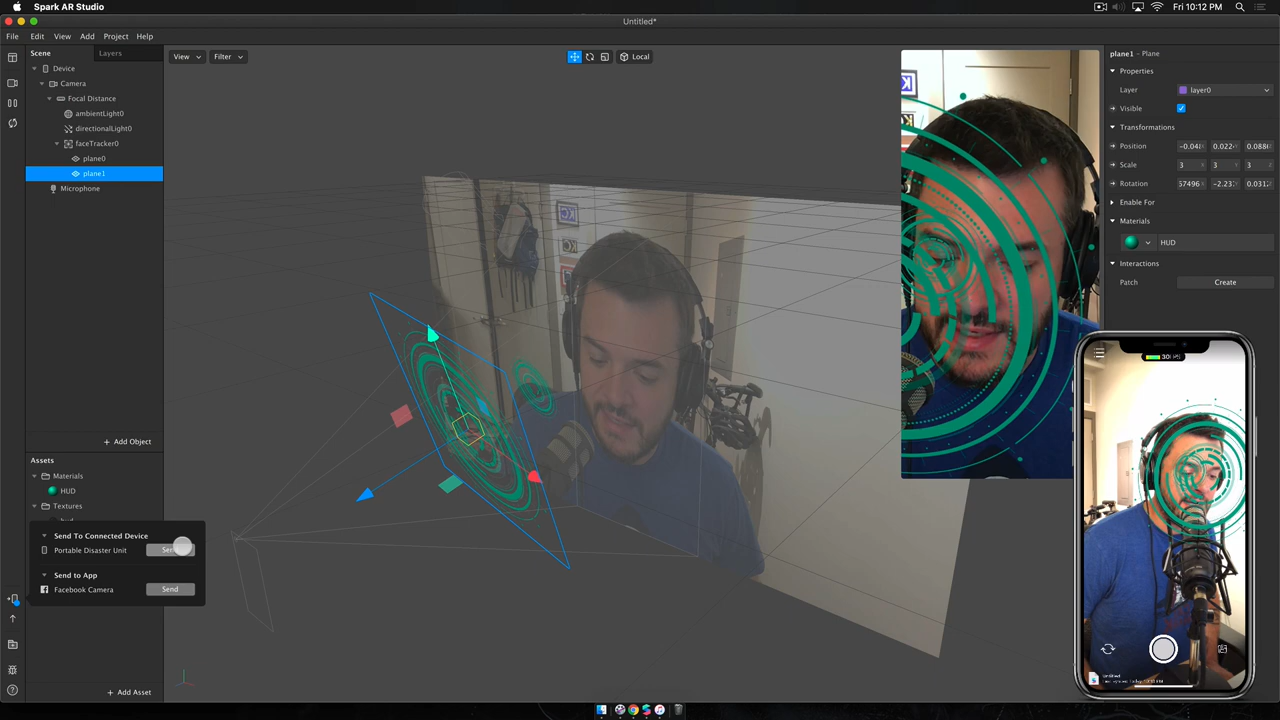 Spark AR Studio
Fri 10:12 PM
Untitled*
File Edit View Add Project Help
Scene
Layers
View
Filter
Local
Device
Camera
Focal Distance
ambientLight0
directionalLight0
faceTracker0
plane0
plane1
Microphone
+ Add Object
Assets
Materials
HUD
Textures
Send To Connected Device
Portable Disaster Unit
Send to App
Facebook Camera
Send
+ Add Asset
plane1 – Plane
Properties
Layer
layer0
Visible
Transformations
Position
Scale
3 3 3
Rotation
Enable For
Materials
HUD
Interactions
Patch
Create
KC
KC
Untitled